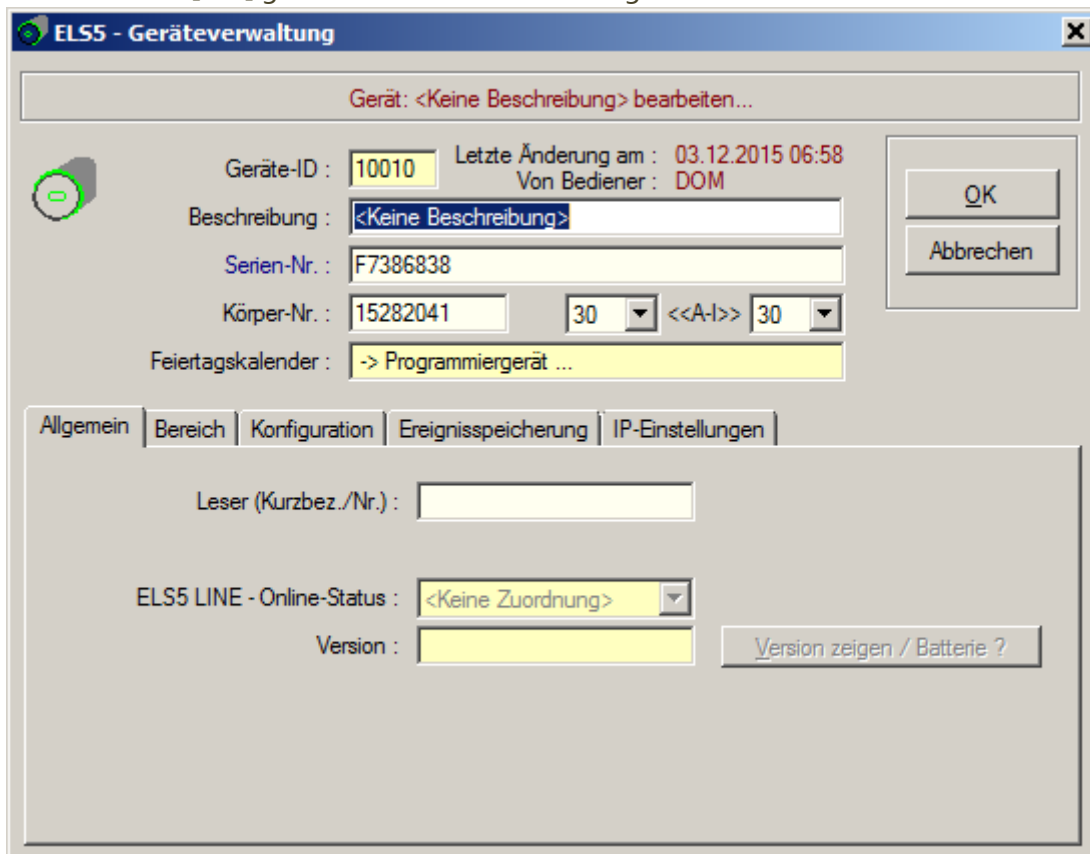 ELS5 - Geräteverwaltung
Gerät: <Keine Beschreibung> bearbeiten...
Geräte-ID : 10010 Letzte Änderung am : 03.12.2015 06:58
Von Bediener : DOM
OK
Beschreibung : <Keine Beschreibung>
Abbrechen
Serien-Nr. : F7386838
Körper-Nr. : 15282041 30 <<A-I>> 30
Feiertagskalender : -> Programmiergerät ...
Allgemein Bereich Konfiguration Ereignisspeicherung IP-Einstellungen
Leser (Kurzbez./Nr.) :
ELS5 LINE - Online-Status : <Keine Zuordnung>
Version : Version zeigen / Batterie ?